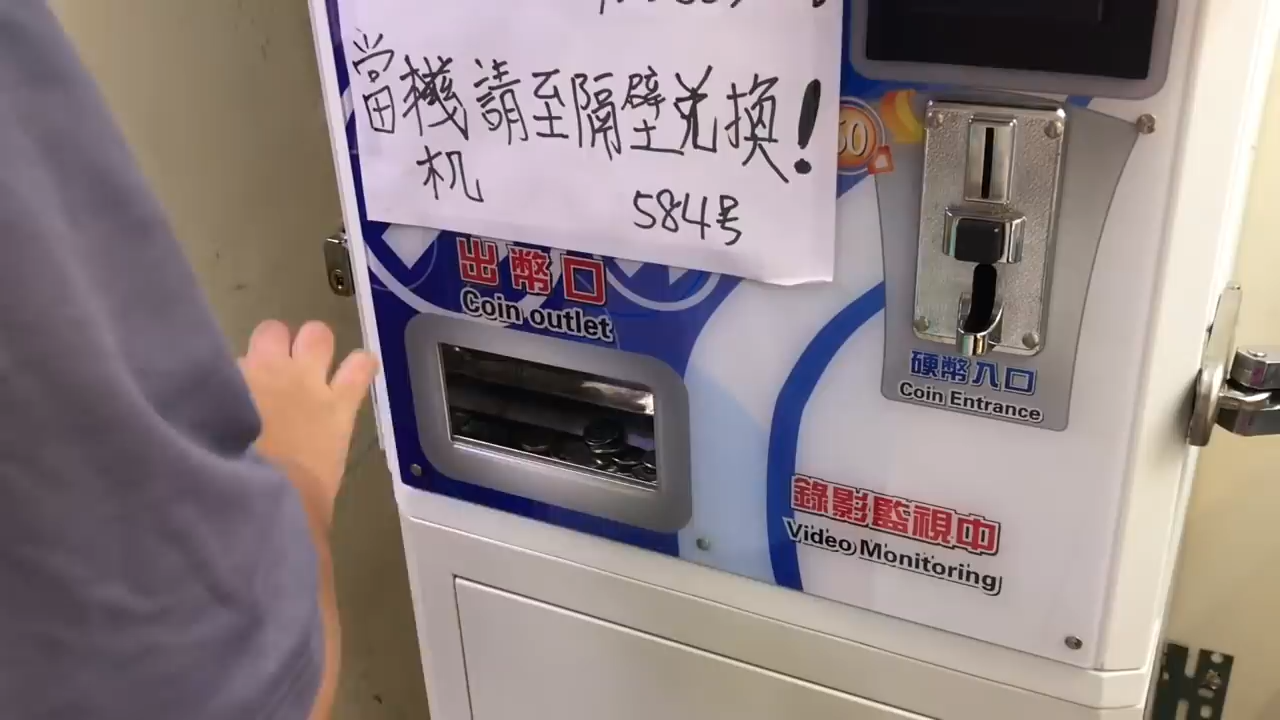 當機請至隔壁兑換!
机
584号
50
出幣口
Coin outlet
硬幣入口
Coin Entrance
錄影監視中
Video Monitoring